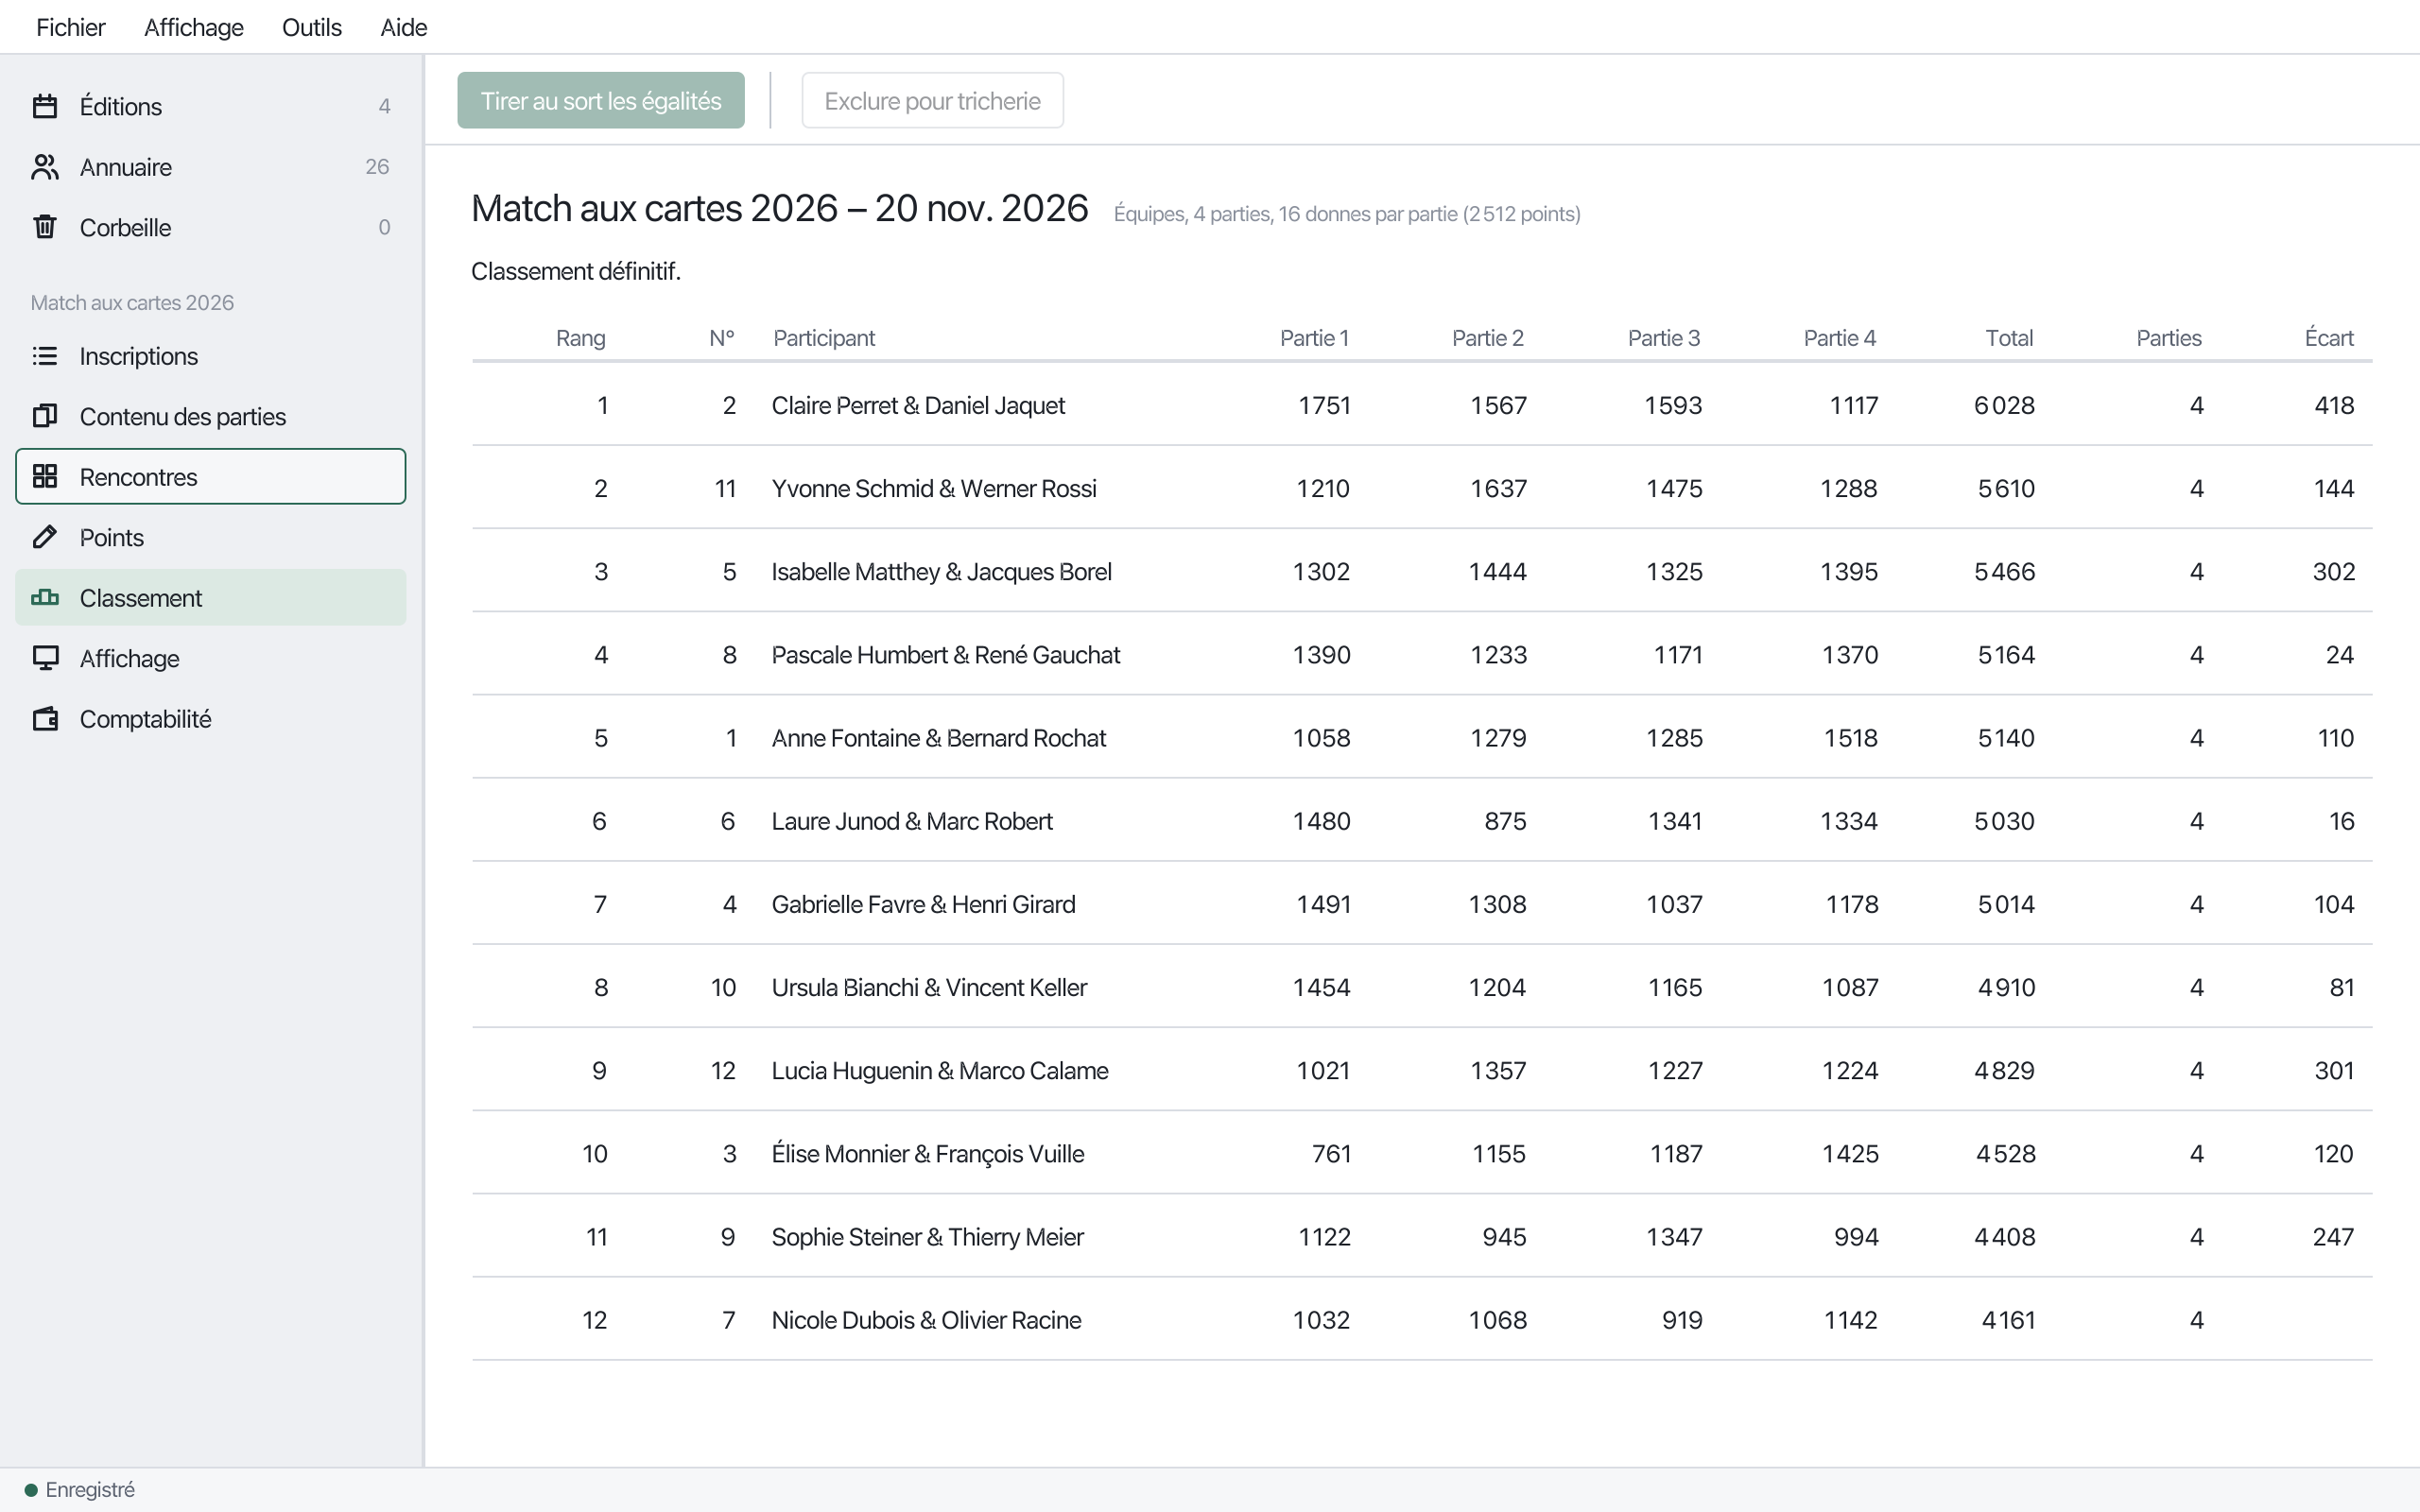 Fichier Affichage Outils Aide
Éditions 4
Annuaire 26
Corbeille 0
Match aux cartes 2026
Inscriptions
Contenu des parties
Rencontres
Points
Classement
Affichage
Comptabilité
Tirer au sort les égalités Exclure pour tricherie
Match aux cartes 2026 – 20 nov. 2026 Équipes, 4 parties, 16 donnes par partie (2 512 points)
Classement définitif.
Rang N° Participant Partie 1 Partie 2 Partie 3 Partie 4 Total Parties Écart
1 2 Claire Perret & Daniel Jaquet 1751 1567 1593 1117 6 028 4 418
2 11 Yvonne Schmid & Werner Rossi 1210 1637 1475 1288 5 610 4 144
3 5 Isabelle Matthey & Jacques Borel 1302 1444 1325 1395 5 466 4 302
4 8 Pascale Humbert & René Gauchat 1390 1233 1171 1370 5 164 4 24
5 1 Anne Fontaine & Bernard Rochat 1058 1279 1285 1518 5 140 4 110
6 6 Laure Junod & Marc Robert 1480 875 1341 1334 5 030 4 16
7 4 Gabrielle Favre & Henri Girard 1491 1308 1037 1178 5 014 4 104
8 10 Ursula Bianchi & Vincent Keller 1454 1204 1165 1087 4 910 4 81
9 12 Lucia Huguenin & Marco Calame 1021 1357 1227 1224 4 829 4 301
10 3 Élise Monnier & François Vuille 761 1155 1187 1425 4 528 4 120
11 9 Sophie Steiner & Thierry Meier 1122 945 1347 994 4 408 4 247
12 7 Nicole Dubois & Olivier Racine 1032 1068 919 1142 4 161 4
Enregistré